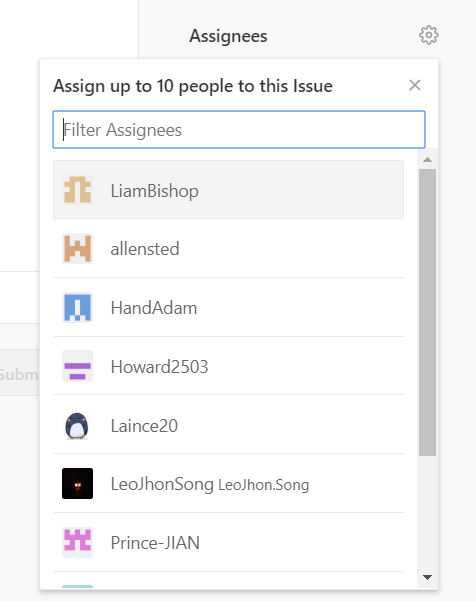 Assignees
Assign up to 10 people to this Issue
Filter Assignees
LiamBishop
allensted
HandAdam
Howard2503
Subm
Laince20
LeoJhonSong LeoJhon.Song
Prince-JIAN